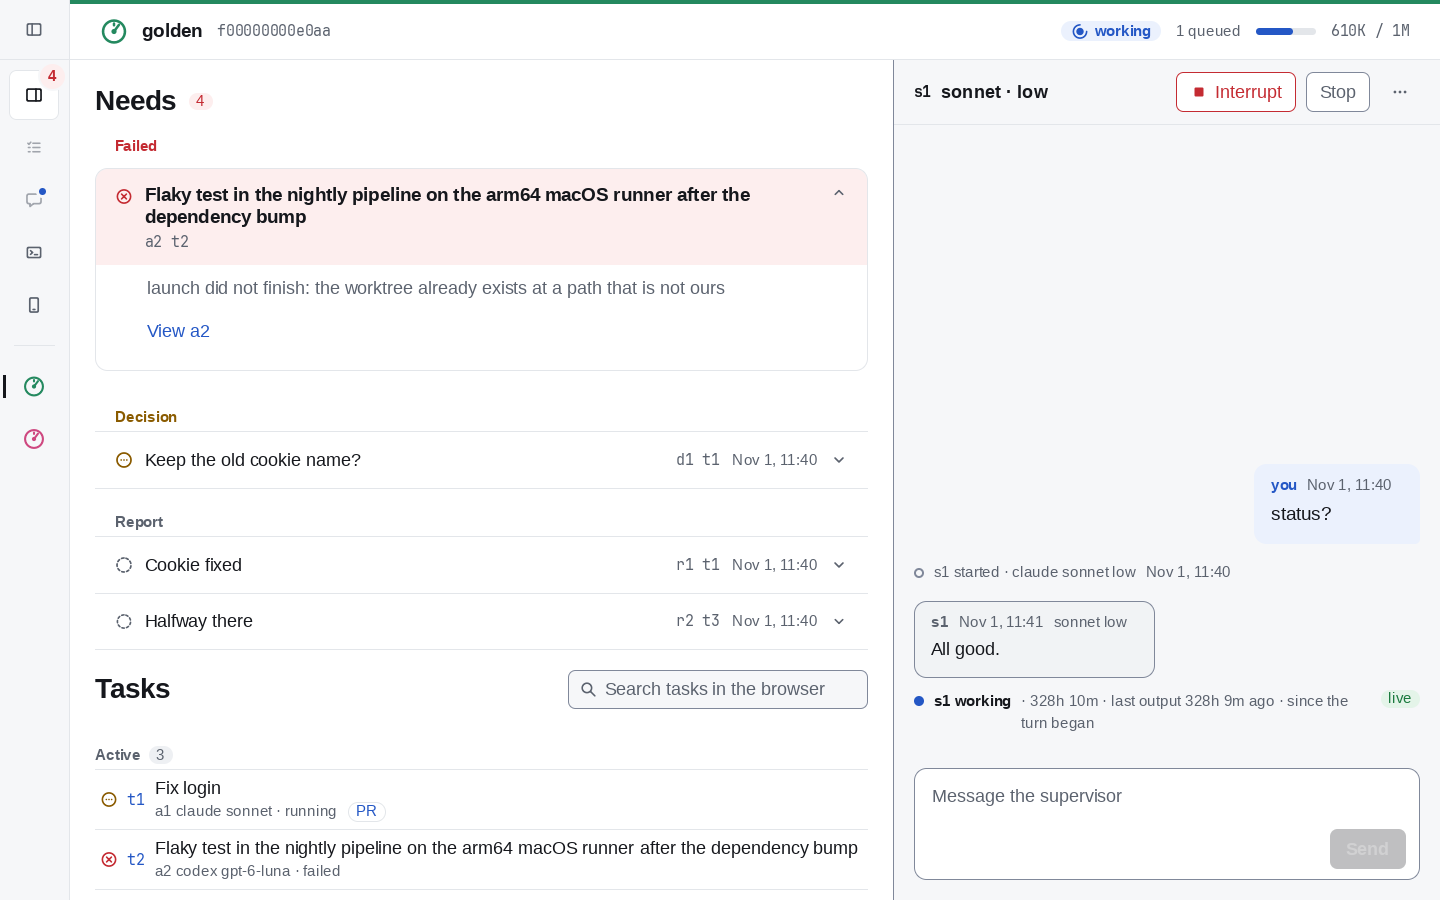 golden f00000000e0aa
working 1 queued 610K / 1M
4
Needs 4
Failed
Flaky test in the nightly pipeline on the arm64 macOS runner after the
dependency bump
a2 t2
launch did not finish: the worktree already exists at a path that is not ours
View a2
Decision
Keep the old cookie name? d1 t1 Nov 1, 11:40
Report
Cookie fixed r1 t1 Nov 1, 11:40
Halfway there r2 t3 Nov 1, 11:40
Tasks
Search tasks in the browser
Active 3
t1 Fix login
a1 claude sonnet · running PR
t2 Flaky test in the nightly pipeline on the arm64 macOS runner after the dependency bump
a2 codex gpt-6-luna · failed
s1 sonnet · low Interrupt Stop
you Nov 1, 11:40
status?
s1 started · claude sonnet low Nov 1, 11:40
s1 Nov 1, 11:41 sonnet low
All good.
s1 working · 328h 10m · last output 328h 9m ago · since the
turn began
live
Message the supervisor
Send